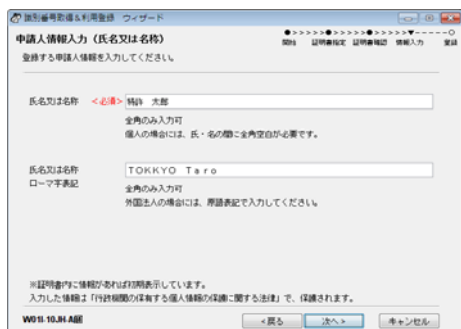 識別番号取得&利用登録 ウィザード
申請人情報入力（氏名又は名称）
●>>>>>●>>>>>●>>>>>▼-----○
開始 証明書指定 証明書確認 情報入力 登録
登録する申請人情報を入力してください。
氏名又は名称 <必須> 特許 太郎
全角のみ入力可
個人の場合には、氏・名の間に全角空白が必要です。
氏名又は名称 ＴＯＫＫＹＯ Ｔａｒｏ
ローマ字表記
全角のみ入力可
外国法人の場合には、原語表記で入力してください。
※証明書内に情報があれば初期表示しています。
入力した情報は「行政機関の保有する個人情報の保護に関する法律」で、保護されます。
W01I-10JH-A版
<戻る 次へ> キャンセル